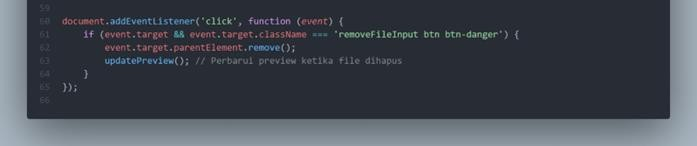 59
60 document.addEventListener('click', function (event) {
61     if (event.target && event.target.className === 'removeFileInput btn btn-danger') {
62         event.target.parentElement.remove();
63         updatePreview(); // Perbarui preview ketika file dihapus
64     }
65 });
66